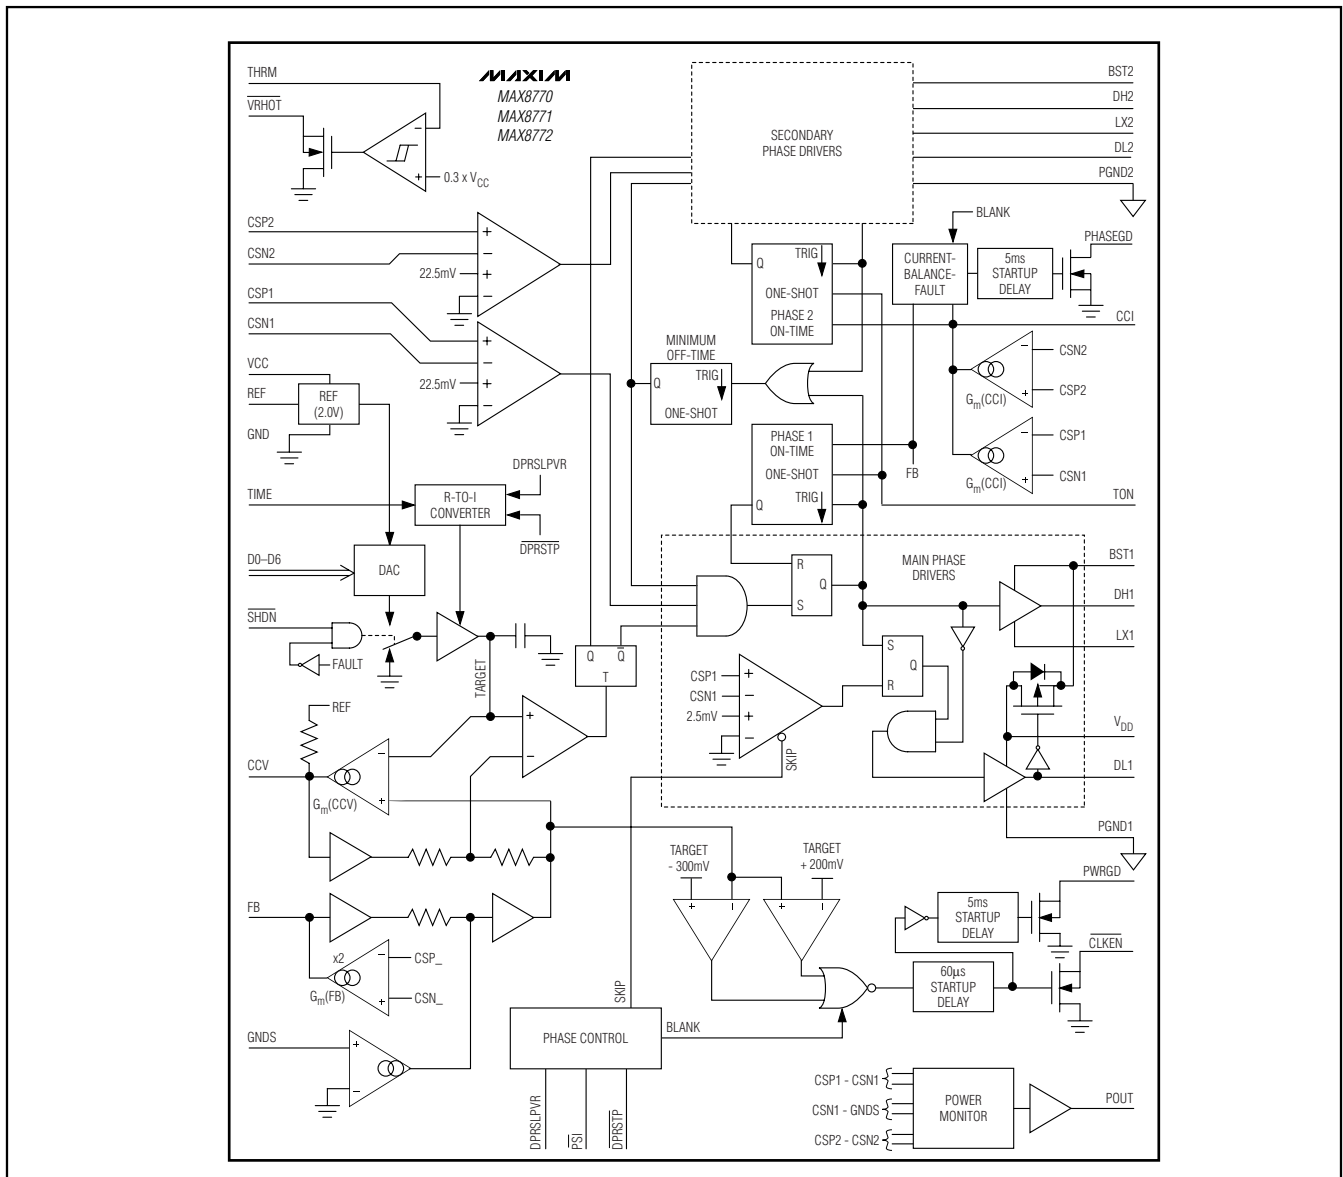 MAXIM
MAX8770
MAX8771
MAX8772
THRM
VRHOT
−
+
0.3 x VCC
SECONDARY
PHASE DRIVERS
BST2
DH2
LX2
DL2
PGND2
CSP2
CSN2
CSP1
CSN1
+
−
22.5mV
+
−
+
−
22.5mV
+
−
VCC
REF
GND
REF
(2.0V)
Q
TRIG
ONE-SHOT
PHASE 2
ON-TIME
BLANK
CURRENT-
BALANCE-
FAULT
5ms
STARTUP
DELAY
PHASEGD
CCI
−
CSN2
+
CSP2
Gm(CCI)
−
CSP1
+
CSN1
Gm(CCI)
MINIMUM
OFF-TIME
Q
TRIG
ONE-SHOT
PHASE 1
ON-TIME
ONE-SHOT
Q
TRIG
FB
TON
TIME
R-TO-I
CONVERTER
DPRSLPVR
DPRSTP
D0–D6
DAC
SHDN
FAULT
TARGET
Q
Q
T
R
Q
S
MAIN PHASE
DRIVERS
BST1
DH1
LX1
S
Q
R
CSP1
+
CSN1
−
2.5mV
+
−
SKIP
VDD
DL1
PGND1
REF
CCV
−
+
Gm(CCV)
+
−
FB
x2
−
CSP_
+
CSN_
Gm(FB)
GNDS
+
−
TARGET
- 300mV
TARGET
+ 200mV
+
−
+
−
5ms
STARTUP
DELAY
PWRGD
60µs
STARTUP
DELAY
CLKEN
SKIP
PHASE CONTROL
BLANK
DPRSLPVR
PSI
DPRSTP
CSP1 - CSN1
CSN1 - GNDS
CSP2 - CSN2
POWER
MONITOR
POUT